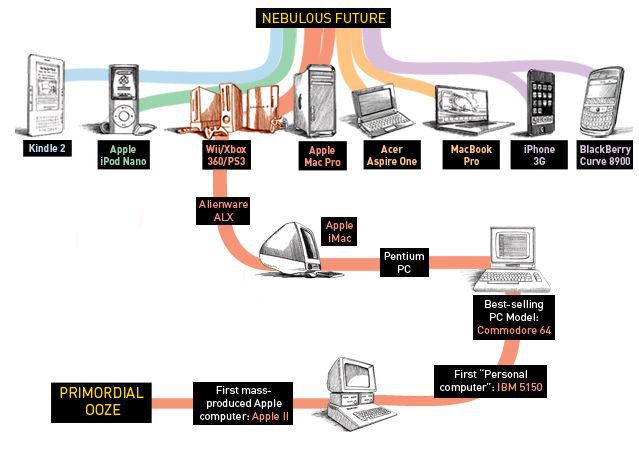 NEBULOUS FUTURE
Kindle 2
Apple
iPod Nano
Wii/Xbox
360/PS3
Apple
Mac Pro
Acer
Aspire One
MacBook
Pro
iPhone
3G
BlackBerry
Curve 8900
Alienware
ALX
Apple
iMac
Pentium
PC
Best-selling
PC Model:
Commodore 64
First “Personal
computer”: IBM 5150
First mass-
produced Apple
computer: Apple II
PRIMORDIAL
OOZE